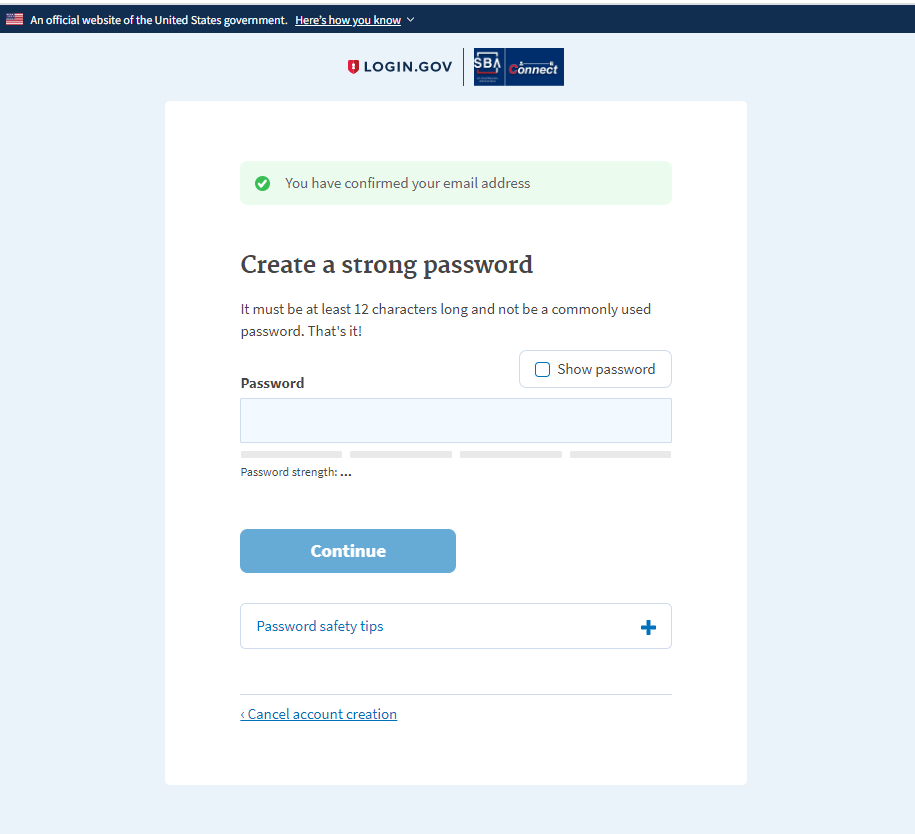 An official website of the United States government. Here's how you know
LOGIN.GOV
SBA Connect
You have confirmed your email address
Create a strong password
It must be at least 12 characters long and not be a commonly used
password. That's it!
Show password
Password
Password strength: ...
Continue
Password safety tips
‹ Cancel account creation